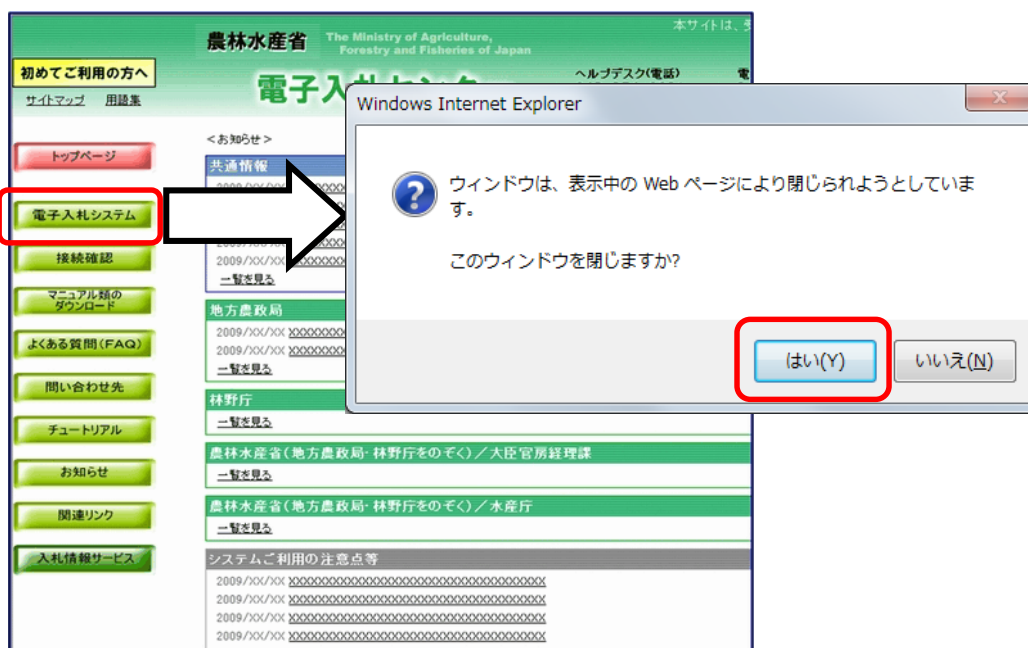 本サイトは、
農林水産省
The Ministry of Agriculture,
Forestry and Fisheries of Japan
初めてご利用の方へ
サイトマップ 用語集
ヘルプデスク(電話)
電子入札センター
Windows Internet Explorer
ウィンドウは、表示中の Web ページにより閉じられようとしていま
す。
このウィンドウを閉じますか?
はい(Y) いいえ(N)
トップページ
電子入札システム
接続確認
マニュアル類の
ダウンロード
よくある質問(FAQ)
問い合わせ先
チュートリアル
お知らせ
関連リンク
入札情報サービス
<お知らせ>
共通情報
2009/XX/XX XXXXXXXX
一覧を見る
地方農政局
2009/XX/XX XXXXXXXX
2009/XX/XX XXXXXXXX
一覧を見る
林野庁
一覧を見る
農林水産省(地方農政局・林野庁をのぞく)/大臣官房経理課
一覧を見る
農林水産省(地方農政局・林野庁をのぞく)/水産庁
一覧を見る
システムご利用の注意点等
2009/XX/XX XXXXXXXXXXXXXXXXXXXXXXXXXXXXXXXXXXXXX
2009/XX/XX XXXXXXXXXXXXXXXXXXXXXXXXXXXXXXXXXXXXX
2009/XX/XX XXXXXXXXXXXXXXXXXXXXXXXXXXXXXXXXXXXXX
2009/XX/XX XXXXXXXXXXXXXXXXXXXXXXXXXXXXXXXXXXXXX